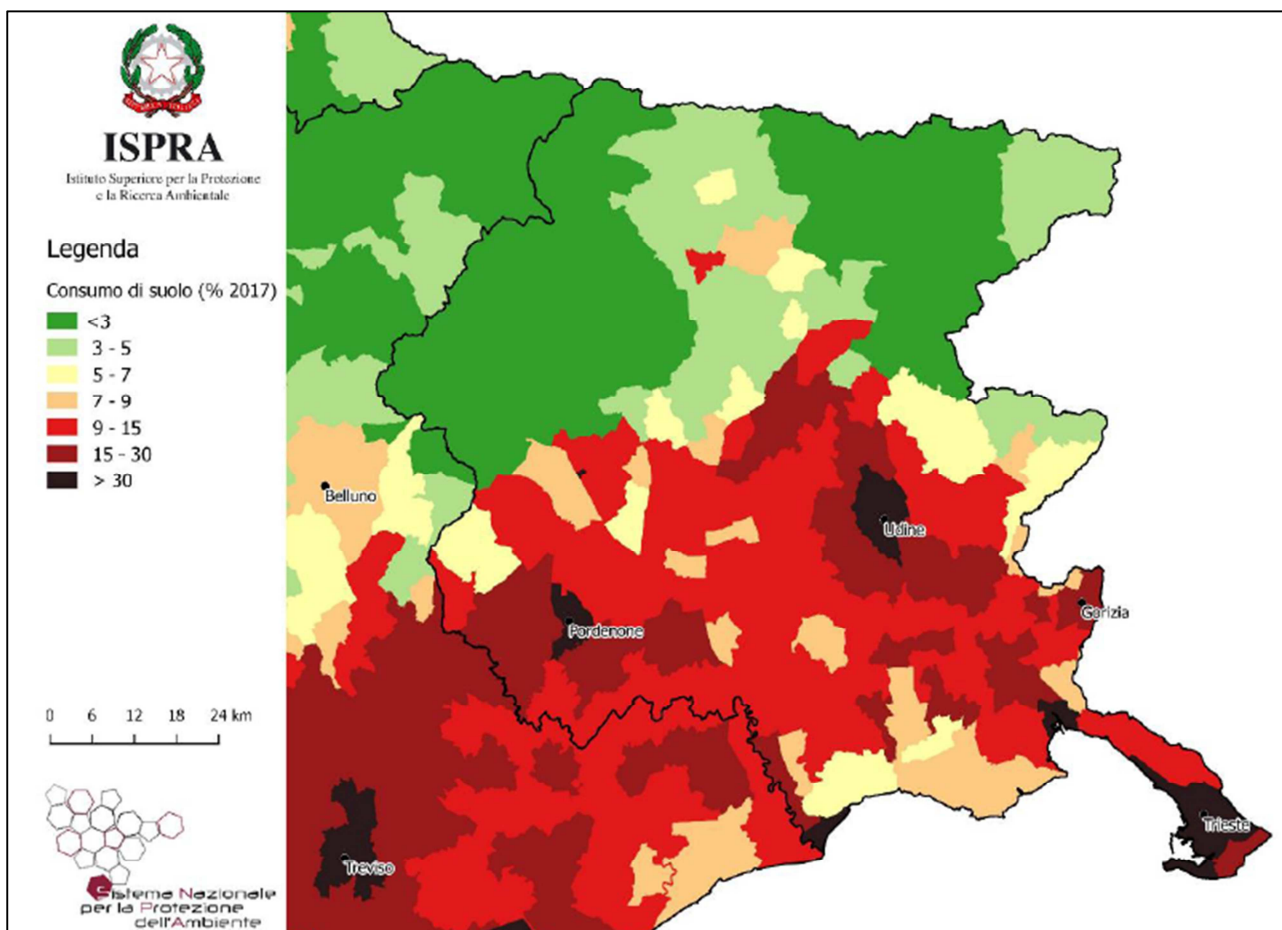 ISPRA
Istituto Superiore per la Protezione
e la Ricerca Ambientale
Legenda
Consumo di suolo (% 2017)
<3
3 - 5
5 - 7
7 - 9
9 - 15
15 - 30
> 30
0 6 12 18 24 km
Sistema Nazionale
per la Protezione
dell'Ambiente
Belluno
Udine
Gorizia
Pordenone
Trieste
Treviso